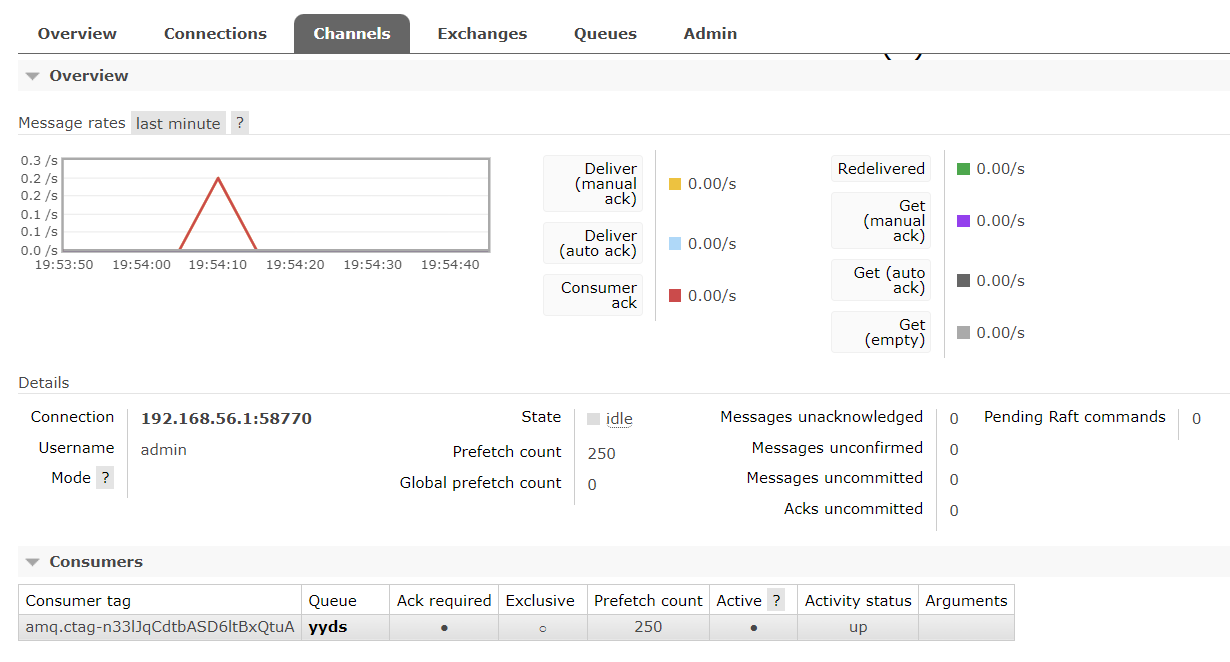 Overview Connections Channels Exchanges Queues Admin
Overview
Message rates last minute ?
0.3 /s
0.2 /s
0.2 /s
0.1 /s
0.1 /s
0.0 /s
19:53:50 19:54:00 19:54:10 19:54:20 19:54:30 19:54:40
Deliver
(manual
ack)
0.00/s
Deliver
(auto ack)
0.00/s
Consumer
ack
0.00/s
Redelivered
0.00/s
Get
(manual
ack)
0.00/s
Get (auto
ack)
0.00/s
Get
(empty)
0.00/s
Details
Connection 192.168.56.1:58770
Username admin
Mode ?
State idle
Prefetch count 250
Global prefetch count 0
Messages unacknowledged 0
Messages unconfirmed 0
Messages uncommitted 0
Acks uncommitted 0
Pending Raft commands 0
Consumers
Consumer tag Queue Ack required Exclusive Prefetch count Active ? Activity status Arguments
amq.ctag-n33lJqCdtbASD6ltBxQtuA yyds ● ○ 250 ● up